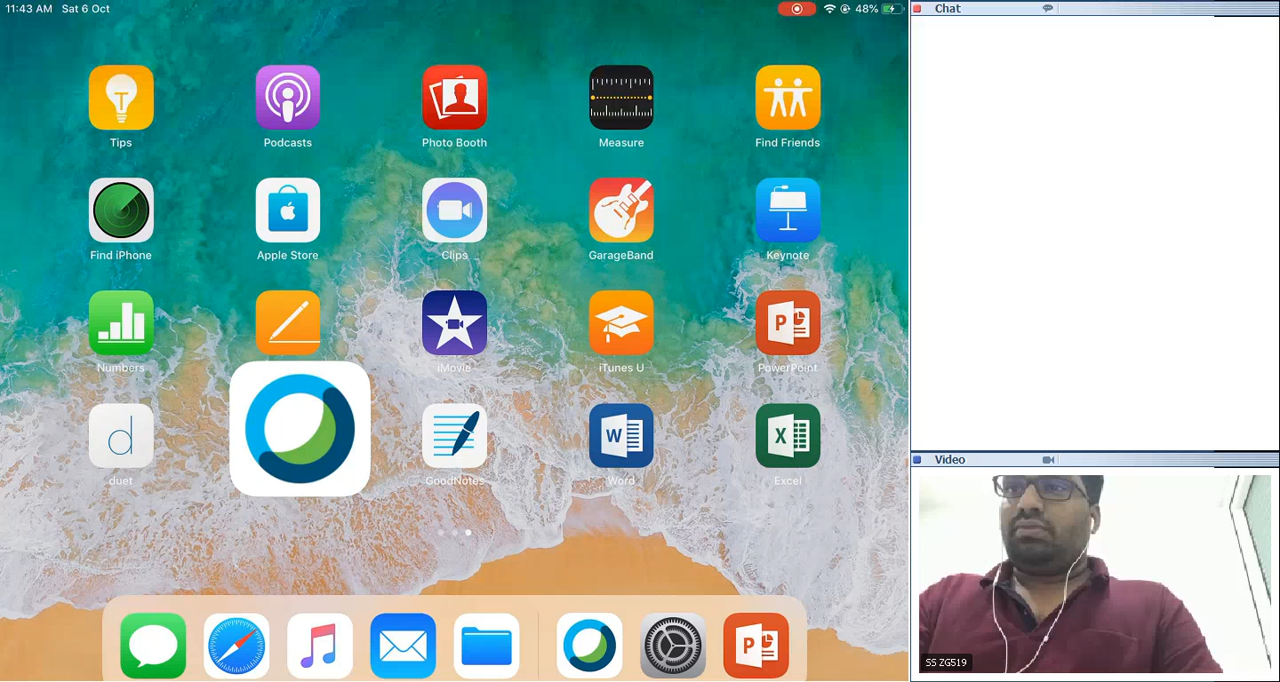 11:43 AM Sat 6 Oct
48%
Chat
Tips
Podcasts
Photo Booth
Measure
Find Friends
Find iPhone
Apple Store
Clips
GarageBand
Keynote
Numbers
iMovie
iTunes U
P
PowerPoint
d
W
X
duet
GoodNotes
Word
Excel
P
Video
SS ZG519